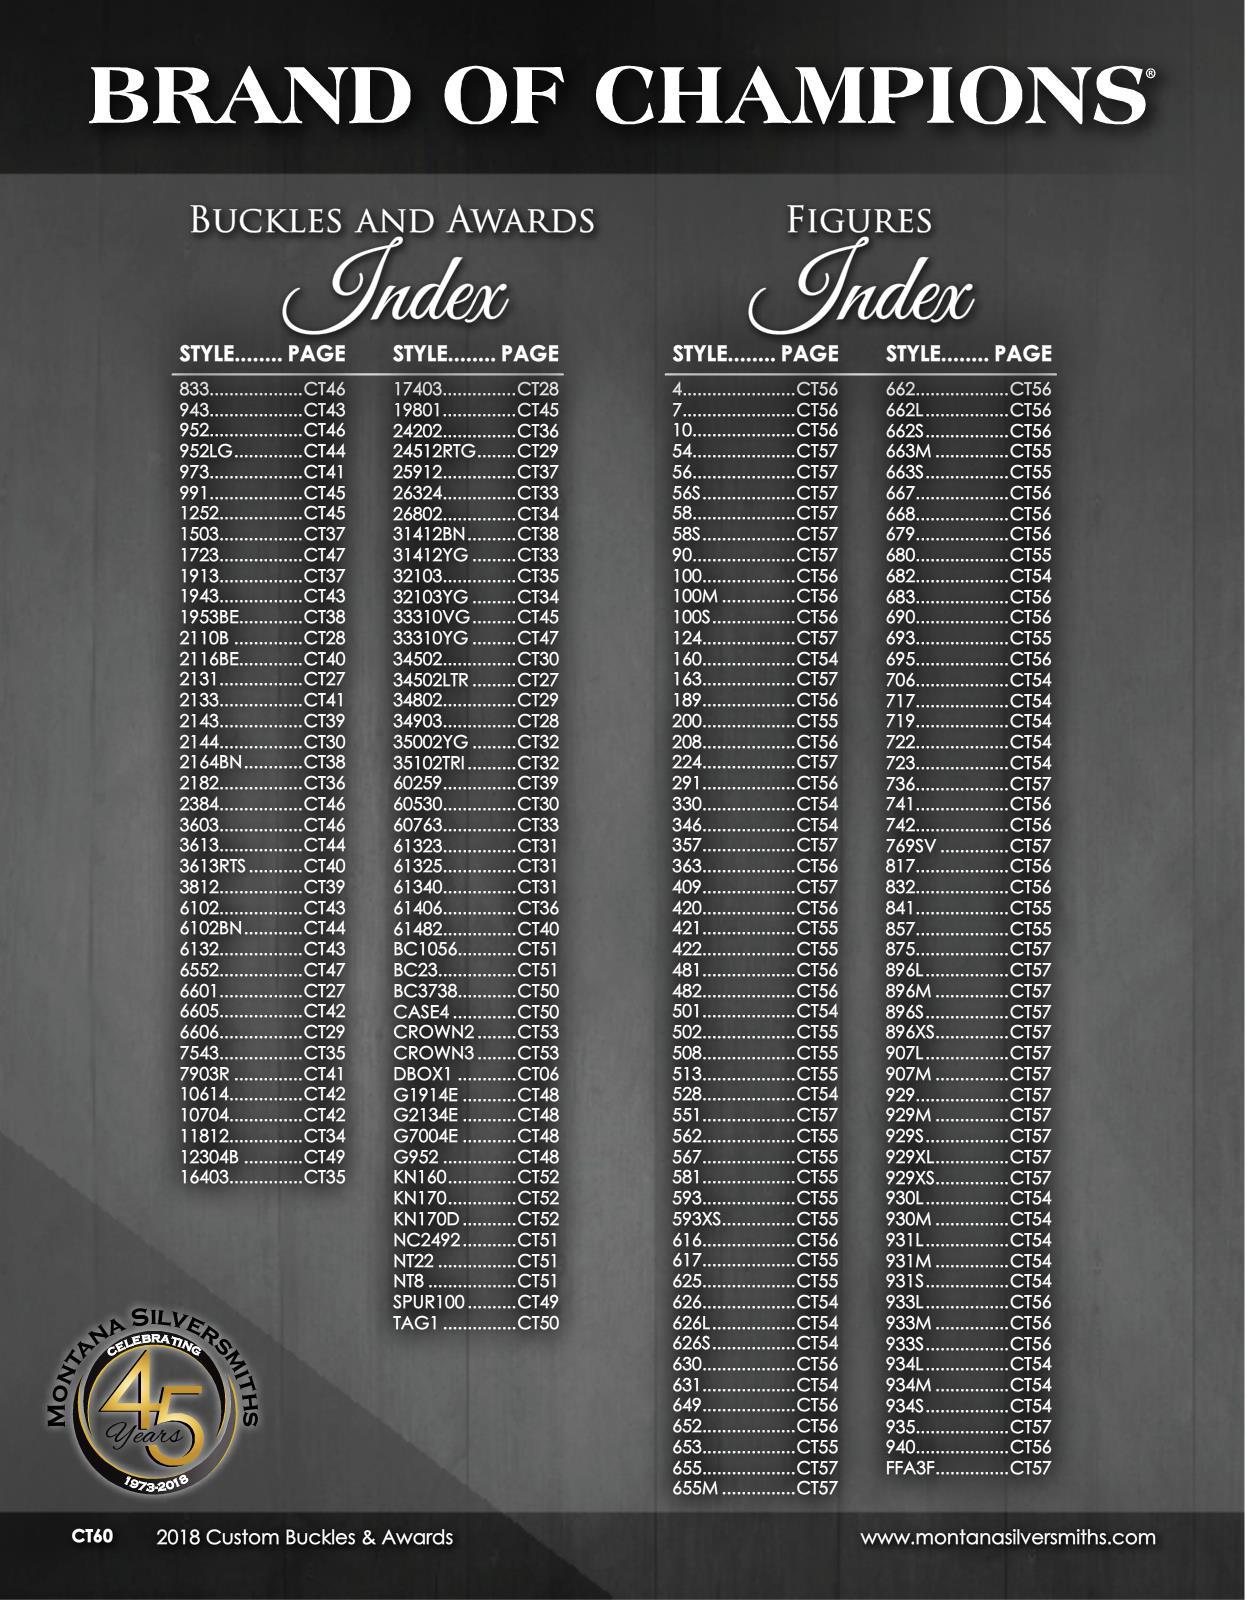 BRAND OF CHAMPIONS®
BUCKLES AND AWARDS
Index
STYLE........ PAGE
833..................CT46
943..................CT43
952..................CT46
952LG.............CT44
973..................CT41
991..................CT45
1252................CT45
1503................CT37
1723................CT47
1913................CT37
1943................CT43
1953BE............CT38
2110B .............CT28
2116BE............CT40
2131................CT27
2133................CT41
2143................CT39
2144................CT30
2164BN...........CT38
2182................CT36
2384................CT46
3603................CT46
3613................CT44
3613RTS ..........CT40
3812................CT39
6102................CT43
6102BN...........CT44
6132................CT43
6552................CT47
6601................CT27
6605................CT42
6606................CT29
7543................CT35
7903R .............CT41
10614..............CT42
10704..............CT42
11812..............CT34
12304B ...........CT49
16403..............CT35
STYLE........ PAGE
17403..............CT28
19801..............CT45
24202..............CT36
24512RTG.......CT29
25912..............CT37
26324..............CT33
26802..............CT34
31412BN.........CT38
31412YG ........CT33
32103..............CT35
32103YG ........CT34
33310VG ........CT45
33310YG ........CT47
34502..............CT30
34502LTR ........CT27
34802..............CT29
34903..............CT28
35002YG ........CT32
35102TRI.........CT32
60259..............CT39
60530..............CT30
60763..............CT33
61323..............CT31
61325..............CT31
61340..............CT31
61406..............CT36
61482..............CT40
BC1056...........CT51
BC23...............CT51
BC3738...........CT50
CASE4 ............CT50
CROWN2 .......CT53
CROWN3 .......CT53
DBOX1 ...........CT06
G1914E ..........CT48
G2134E ..........CT48
G7004E ..........CT48
G952 ..............CT48
KN160.............CT52
KN170.............CT52
KN170D ..........CT52
NC2492..........CT51
NT22 ...............CT51
NT8 .................CT51
SPUR100 .........CT49
TAG1 ..............CT50
FIGURES
Index
STYLE........ PAGE
4......................CT56
7......................CT56
10....................CT56
54....................CT57
56....................CT57
56S..................CT57
58....................CT57
58S..................CT57
90....................CT57
100..................CT56
100M ..............CT56
100S................CT56
124..................CT57
160..................CT54
163..................CT57
189..................CT56
200..................CT55
208..................CT56
224..................CT57
291..................CT56
330..................CT54
346..................CT54
357..................CT57
363..................CT56
409..................CT57
420..................CT56
421..................CT55
422..................CT55
481..................CT56
482..................CT56
501..................CT54
502..................CT55
508..................CT55
513..................CT55
528..................CT54
551..................CT57
562..................CT55
567..................CT55
581..................CT55
593..................CT55
593XS..............CT55
616..................CT56
617..................CT55
625..................CT55
626..................CT54
626L................CT54
626S................CT54
630..................CT56
631..................CT54
649..................CT56
652..................CT56
653..................CT55
655..................CT57
655M ..............CT57
STYLE........ PAGE
662..................CT56
662L................CT56
662S................CT56
663M ..............CT55
663S................CT55
667..................CT56
668..................CT56
679..................CT56
680..................CT55
682..................CT54
683..................CT56
690..................CT56
693..................CT55
695..................CT56
706..................CT54
717..................CT54
719..................CT54
722..................CT54
723..................CT54
736..................CT57
741..................CT56
742..................CT56
769SV .............CT57
817..................CT56
832..................CT56
841..................CT55
857..................CT55
875..................CT57
896L................CT57
896M ..............CT57
896S................CT57
896XS..............CT57
907L................CT57
907M ..............CT57
929..................CT57
929M ..............CT57
929S................CT57
929XL..............CT57
929XS..............CT57
930L................CT54
930M ..............CT54
931L................CT54
931M ..............CT54
931S................CT54
933L................CT56
933M ..............CT56
933S................CT56
934L................CT54
934M ..............CT54
934S................CT54
935..................CT57
940..................CT56
FFA3F..............CT57
MONTANA SILVERSMITHS
CELEBRATING
45
Years
1973-2018
CT60 2018 Custom Buckles & Awards
www.montanasilversmiths.com